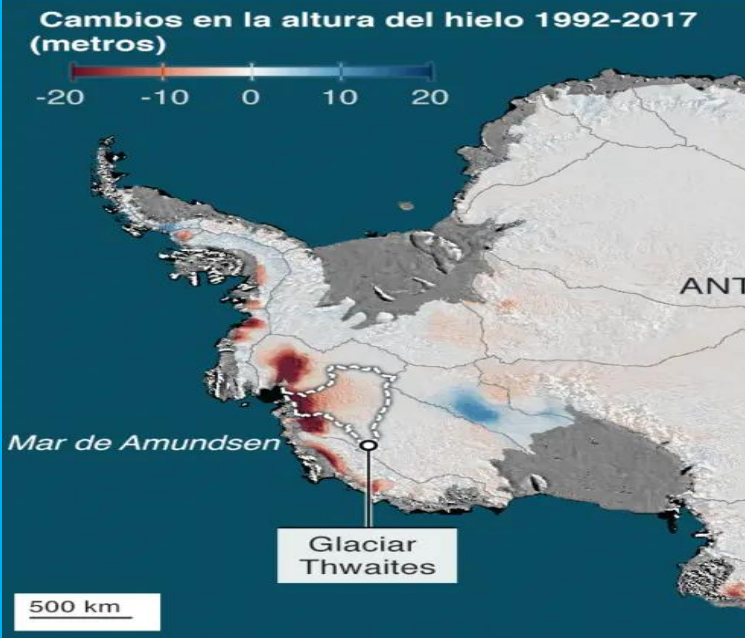 Cambios en la altura del hielo 1992-2017
(metros)
-20 -10 0 10 20
ANT
Mar de Amundsen
Glaciar
Thwaites
500 km